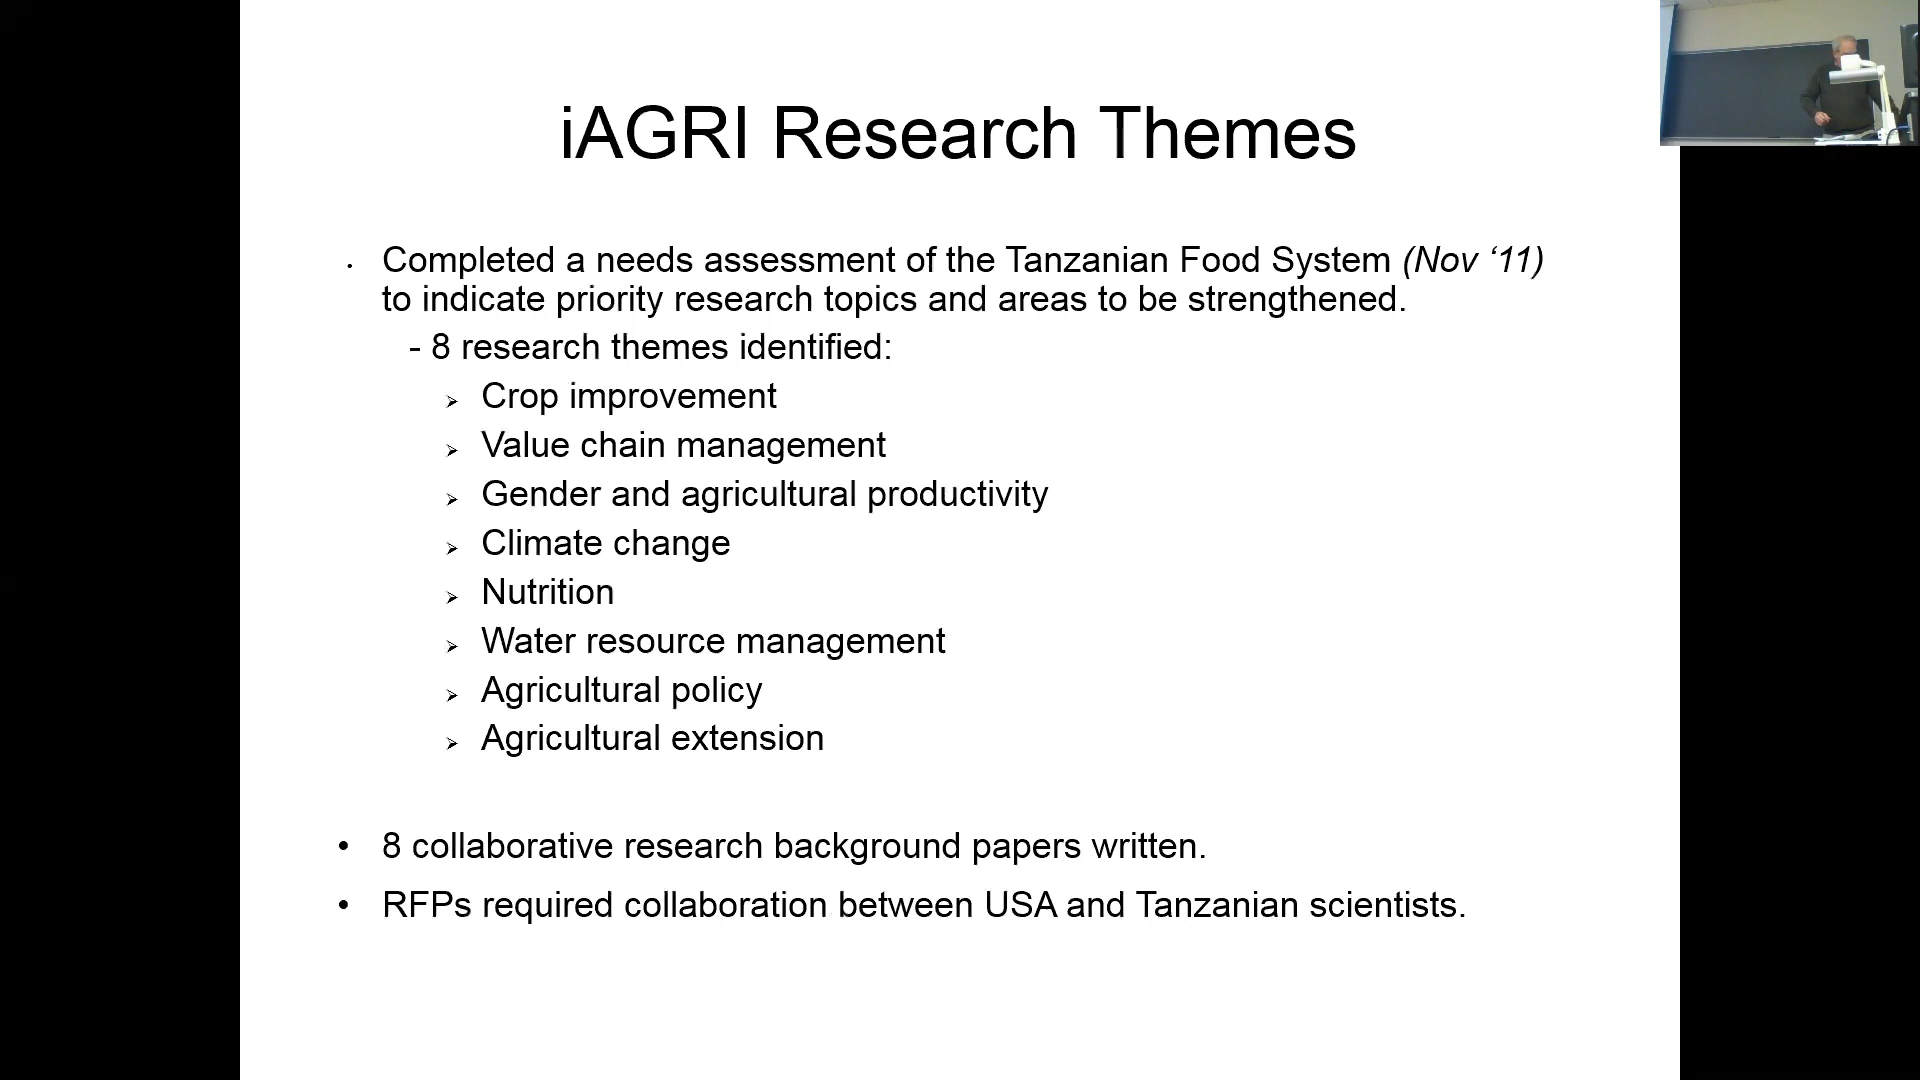 iAGRI Research Themes
• Completed a needs assessment of the Tanzanian Food System (Nov ‘11)
to indicate priority research topics and areas to be strengthened.
- 8 research themes identified:
➢ Crop improvement
➢ Value chain management
➢ Gender and agricultural productivity
➢ Climate change
➢ Nutrition
➢ Water resource management
➢ Agricultural policy
➢ Agricultural extension
• 8 collaborative research background papers written.
• RFPs required collaboration between USA and Tanzanian scientists.